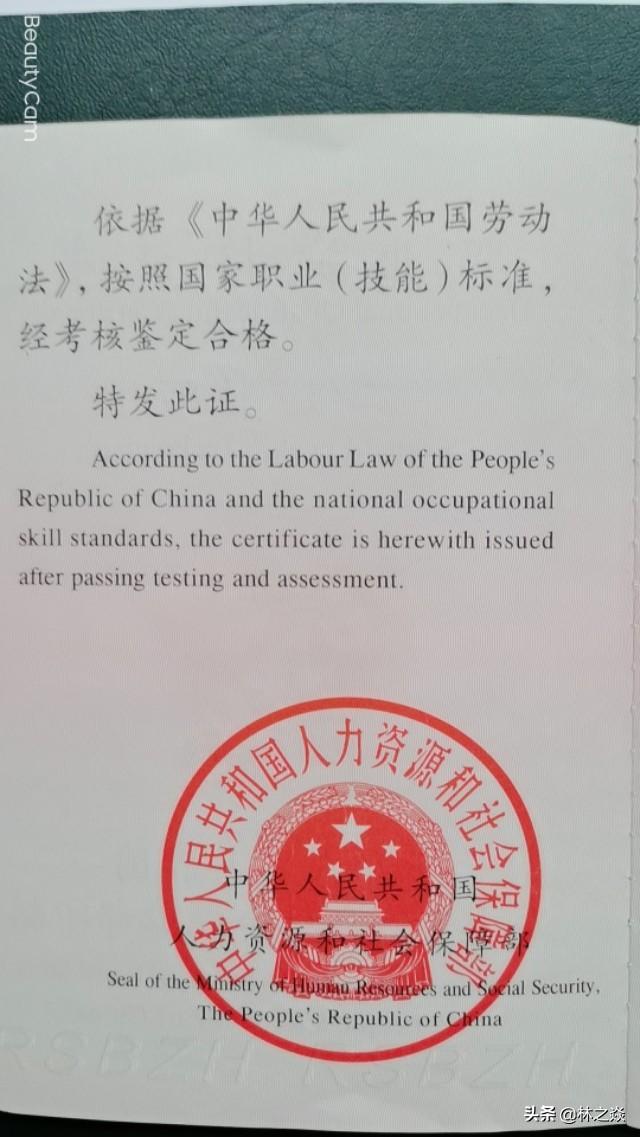 BeautyCam
依据《中华人民共和国劳动
法》,按照国家职业(技能)标准,
经考核鉴定合格。
特发此证。
According to the Labour Law of the People's
Republic of China and the national occupational
skill standards, the certificate is herewith issued
after passing testing and assessment.
中华人民共和国人力资源和社会保障部
中华人民共和国
人力资源和社会保障部
Seal of the Ministry of Human Resources and Social Security,
The People's Republic of China
RSBZH RSBZH
头条 @林之焱